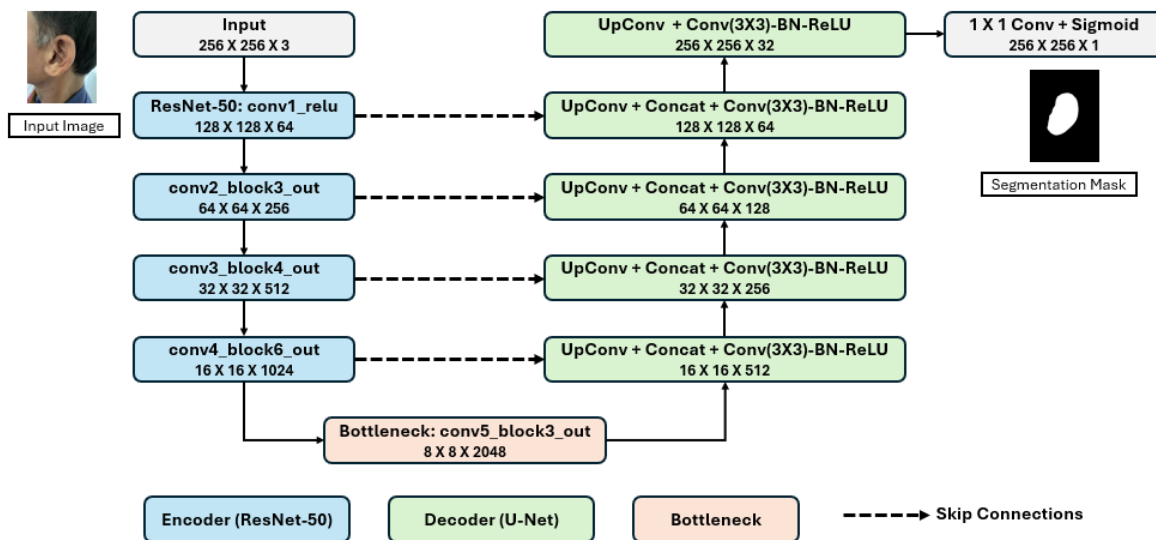 Input
256 X 256 X 3
UpConv + Conv(3X3)-BN-ReLU
256 X 256 X 32
1 X 1 Conv + Sigmoid
256 X 256 X 1
Input Image
ResNet-50: conv1_relu
128 X 128 X 64
UpConv + Concat + Conv(3X3)-BN-ReLU
128 X 128 X 64
Segmentation Mask
conv2_block3_out
64 X 64 X 256
UpConv + Concat + Conv(3X3)-BN-ReLU
64 X 64 X 128
conv3_block4_out
32 X 32 X 512
UpConv + Concat + Conv(3X3)-BN-ReLU
32 X 32 X 256
conv4_block6_out
16 X 16 X 1024
UpConv + Concat + Conv(3X3)-BN-ReLU
16 X 16 X 512
Bottleneck: conv5_block3_out
8 X 8 X 2048
Encoder (ResNet-50)
Decoder (U-Net)
Bottleneck
Skip Connections